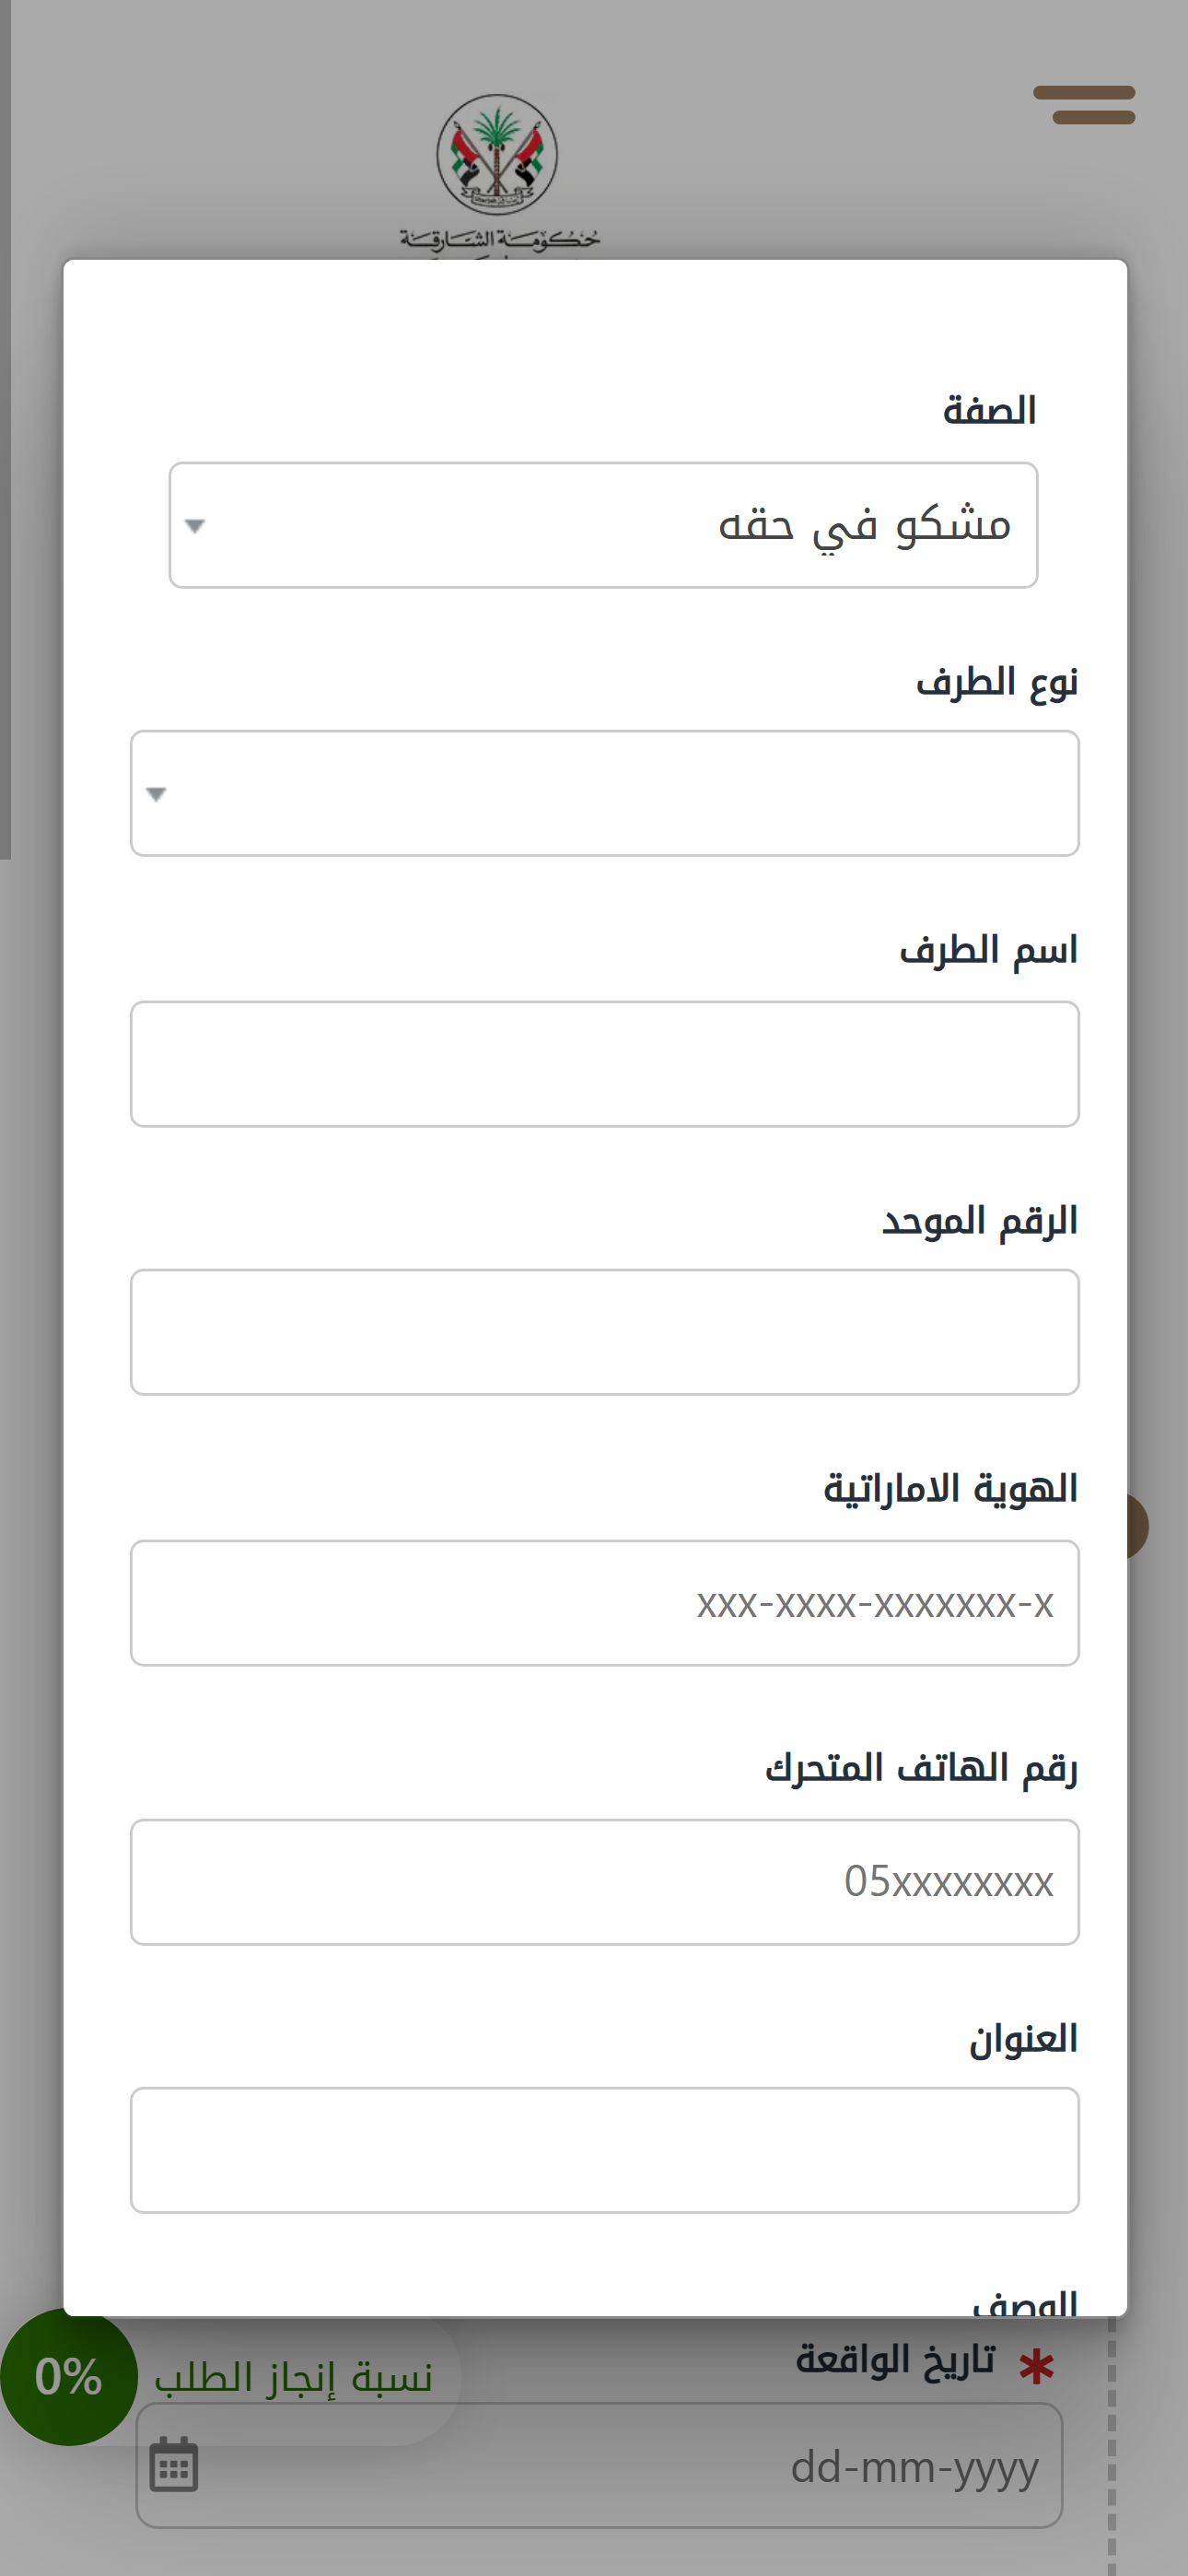 حكومة الشارقة
الصفة
مشكو في حقه
نوع الطرف
اسم الطرف
الرقم الموحد
الهوية الاماراتية
xxx-xxxx-xxxxxxx-x
رقم الهاتف المتحرك
05xxxxxxxx
العنوان
الوصف
* تاريخ الواقعة
نسبة إنجاز الطلب
0%
dd-mm-yyyy